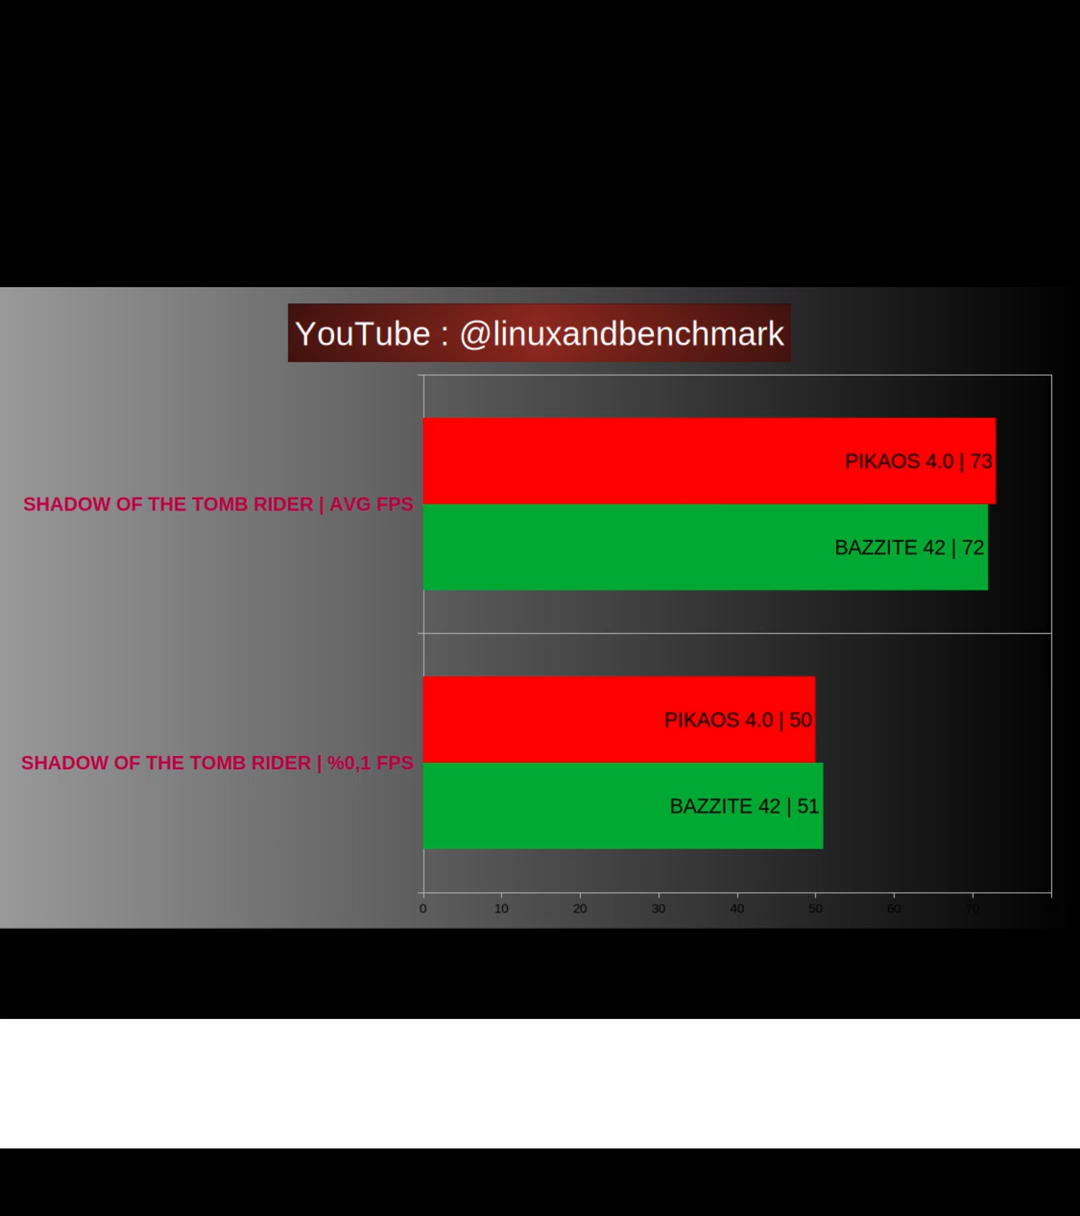 YouTube : @linuxandbenchmark
PIKAOS 4.0 | 73
SHADOW OF THE TOMB RIDER | AVG FPS
BAZZITE 42 | 72
PIKAOS 4.0 | 50
SHADOW OF THE TOMB RIDER | %0,1 FPS
BAZZITE 42 | 51
0 10 20 30 40 50 60 70